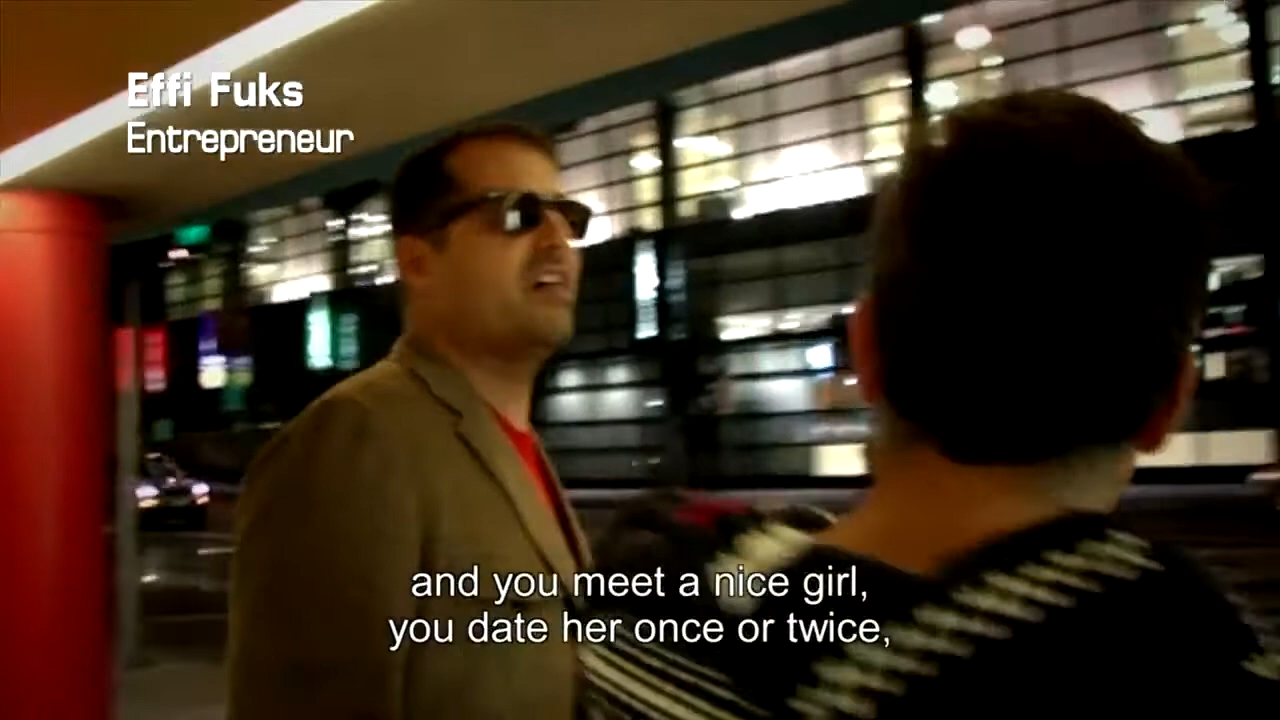 Effi Fuks
Entrepreneur
and you meet a nice girl,
you date her once or twice,